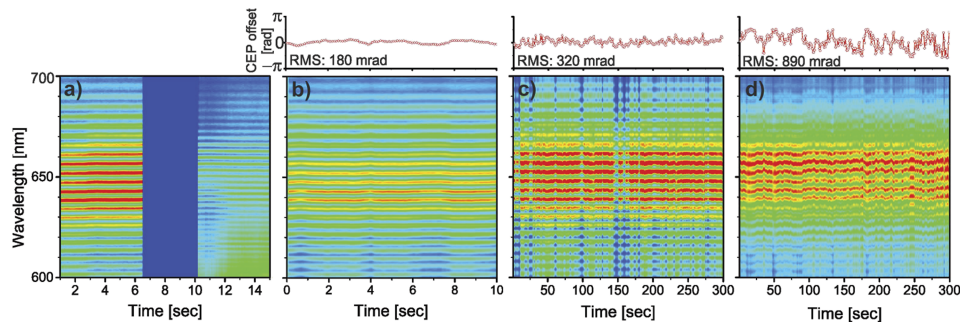 CEP offset
[rad]
π
0
−π
RMS: 180 mrad
RMS: 320 mrad
RMS: 890 mrad
Wavelength [nm]
700
650
600
a)
b)
c)
d)
2 4 6 8 10 12 14
0 2 4 6 8 10
50 100 150 200 250 300
50 100 150 200 250 300
Time [sec]
Time [sec]
Time [sec]
Time [sec]
π
0
−π